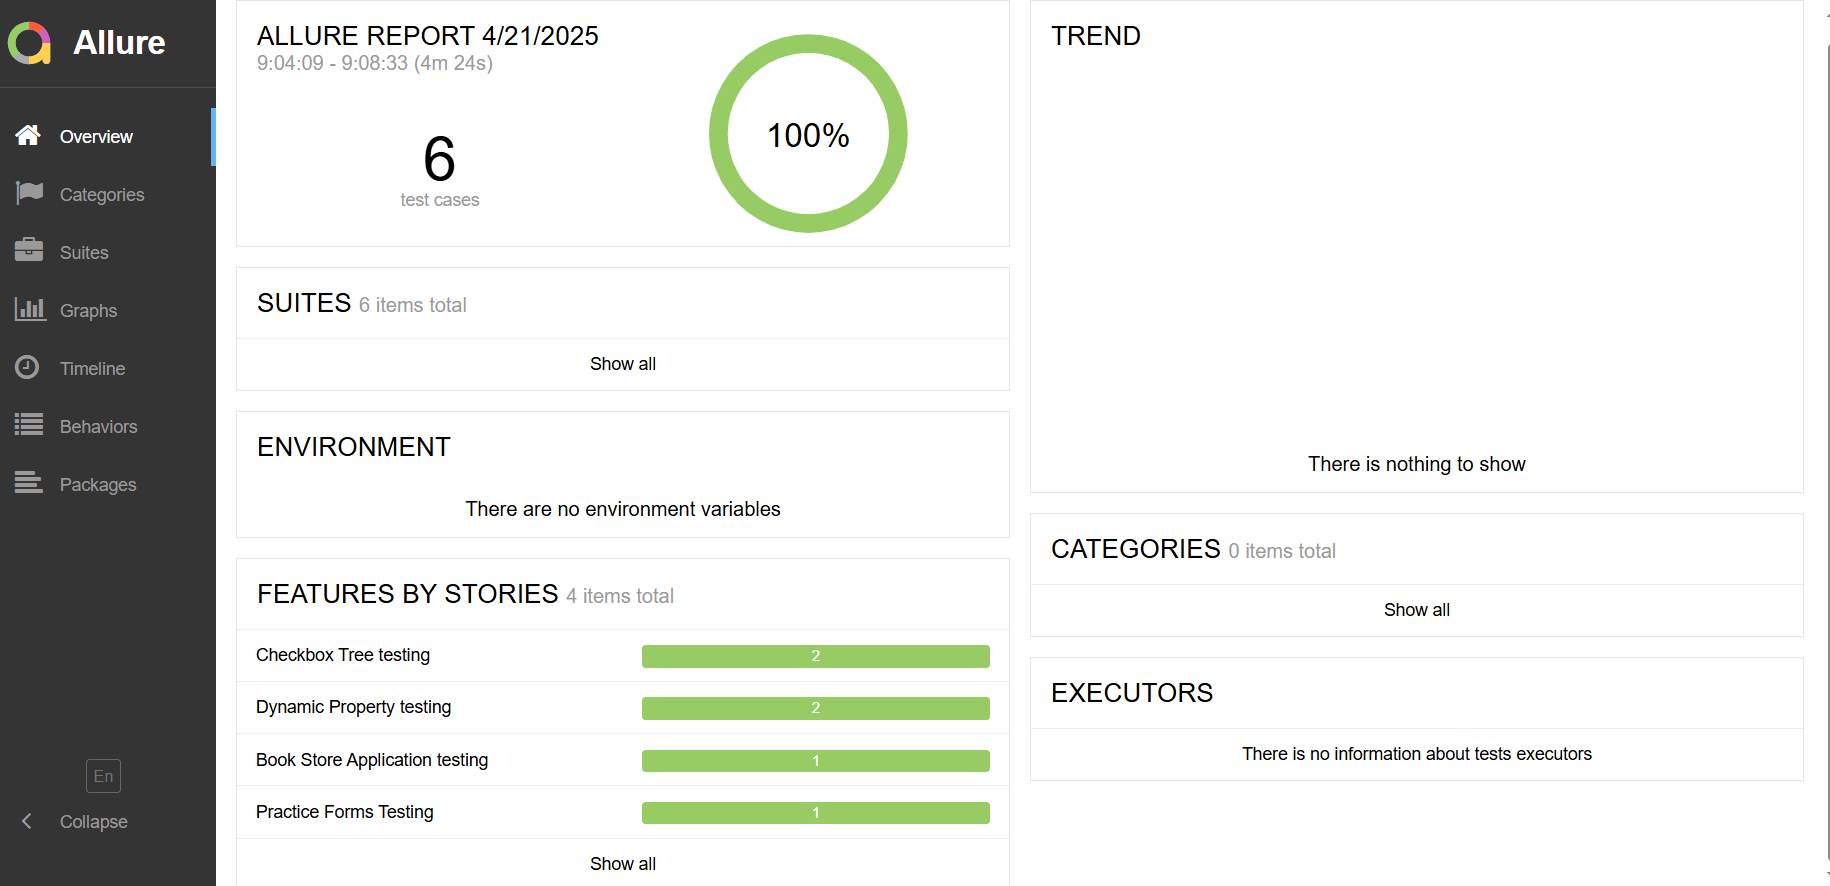 Allure
Overview
Categories
Suites
Graphs
Timeline
Behaviors
Packages
En
Collapse
ALLURE REPORT 4/21/2025
9:04:09 - 9:08:33 (4m 24s)
6
test cases
100%
SUITES 6 items total
Show all
ENVIRONMENT
There are no environment variables
FEATURES BY STORIES 4 items total
Checkbox Tree testing 2
Dynamic Property testing 2
Book Store Application testing 1
Practice Forms Testing 1
Show all
TREND
There is nothing to show
CATEGORIES 0 items total
Show all
EXECUTORS
There is no information about tests executors